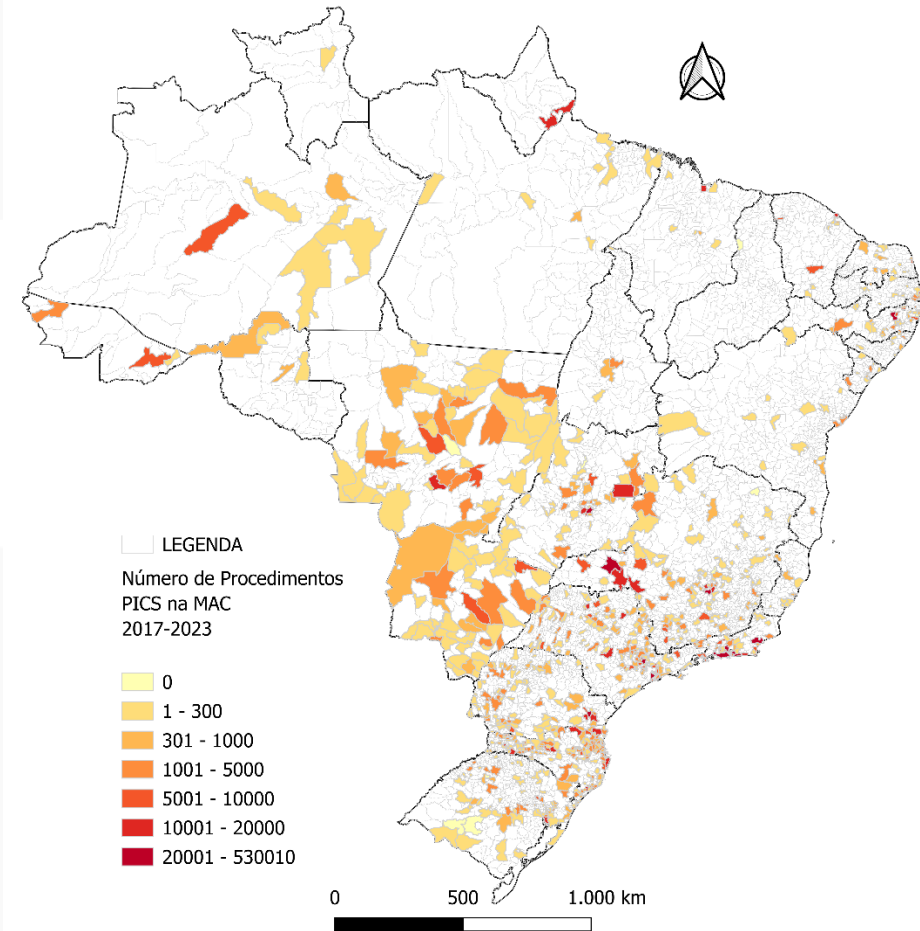 LEGENDA
Número de Procedimentos
PICS na MAC
2017-2023
0
1 - 300
301 - 1000
1001 - 5000
5001 - 10000
10001 - 20000
20001 - 530010
0 500 1.000 km